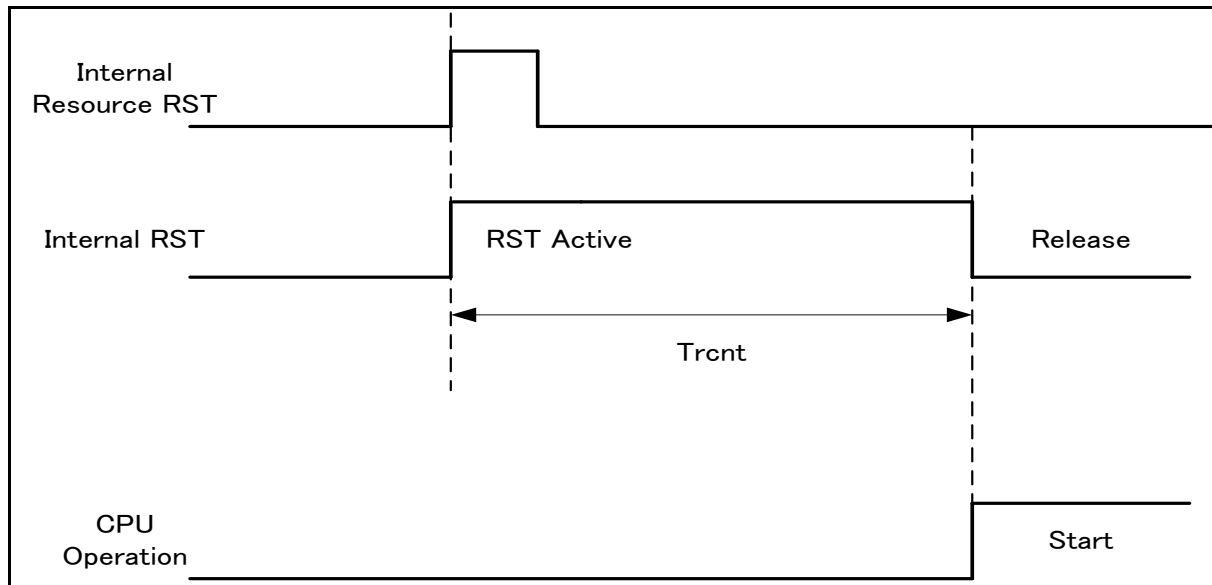 Internal
Resource RST
Internal RST
RST Active
Release
Trcnt
CPU
Operation
Start